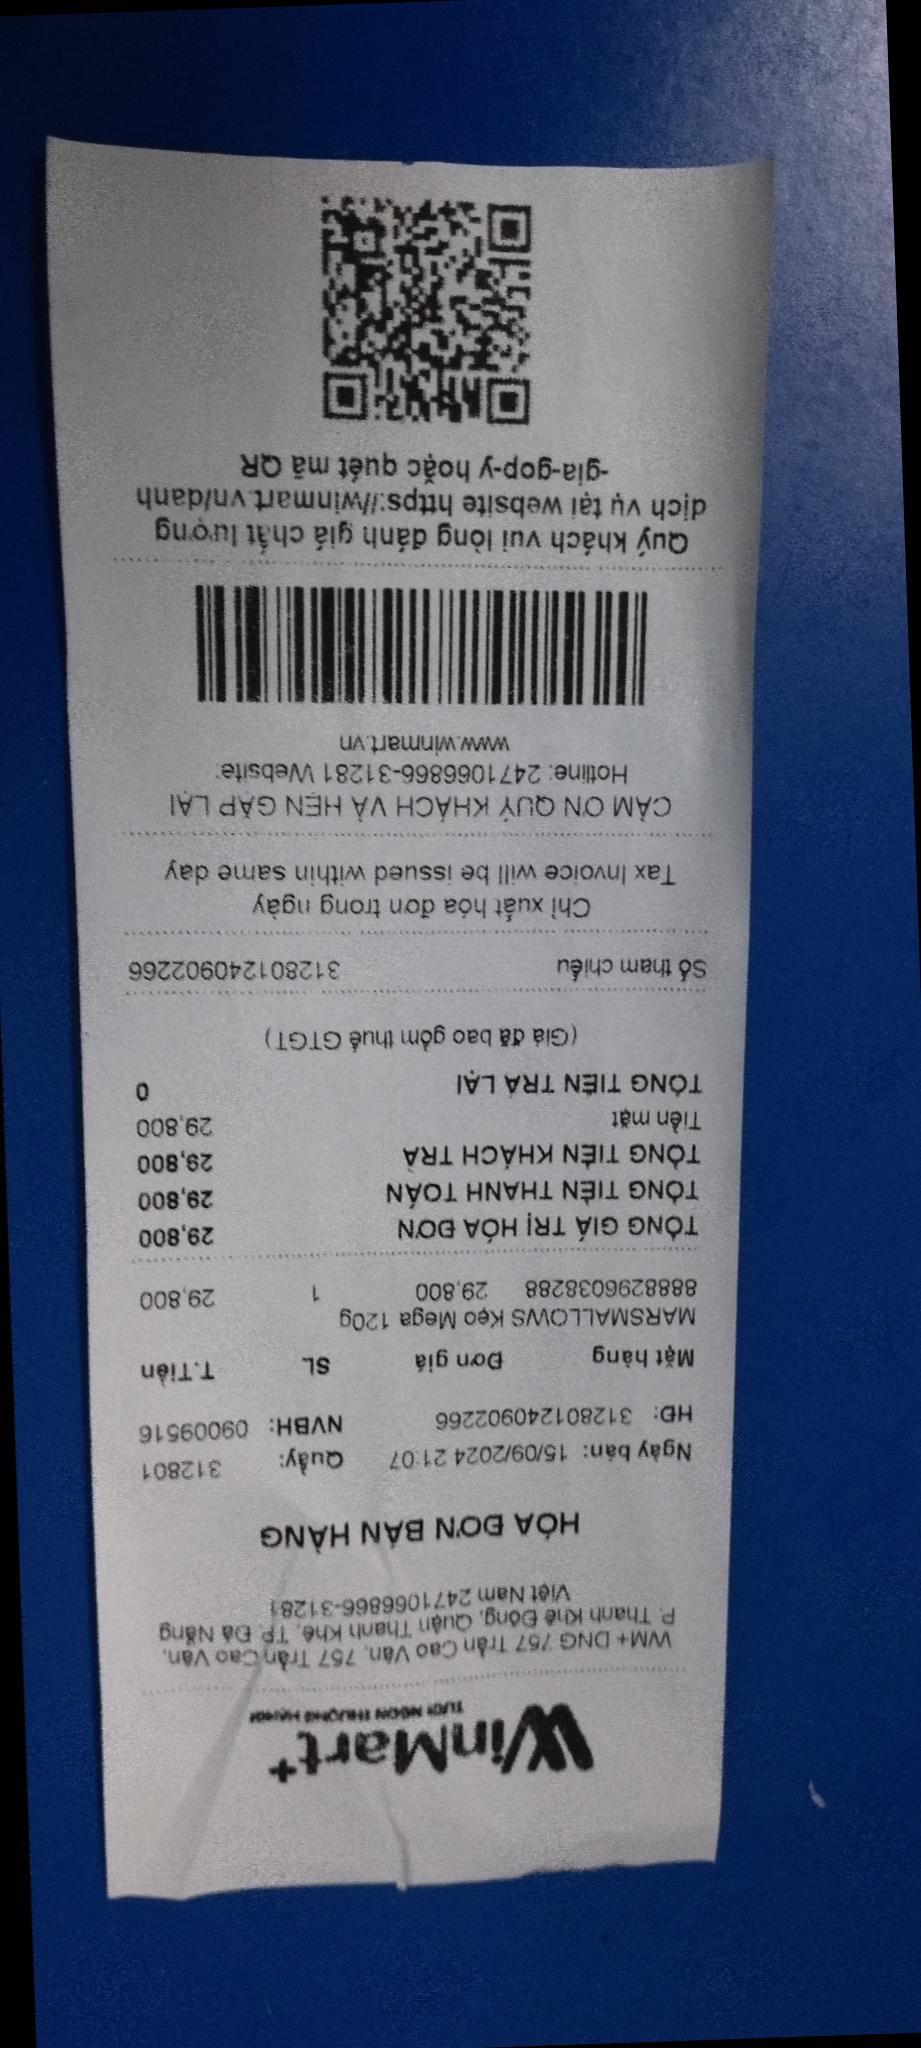 WinMart+
TƯƠI NGON THƯỢNG HẠNG
WM+ DNG 757 Trần Cao Vân, 757 Trần Cao Vân,
P. Thanh Khê Đông, Quận Thanh Khê, TP. Đà Nẵng
Việt Nam 2471066866-31281
HÓA ĐƠN BÁN HÀNG
Ngày bán: 15/09/2024 21:07 Quầy: 312801
HĐ: 312801240902266 NVBH: 09009516
Mặt hàng Đơn giá SL T.Tiền
MARSMALLOWS Kẹo Mega 120g
8888296038288 29,800 1 29,800
TỔNG GIÁ TRỊ HÓA ĐƠN 29,800
TỔNG TIỀN THANH TOÁN 29,800
TỔNG TIỀN KHÁCH TRẢ 29,800
Tiền mặt 29,800
TỔNG TIỀN TRẢ LẠI 0
(Giá đã bao gồm thuế GTGT)
Số tham chiếu 312801240902266
Chỉ xuất hóa đơn trong ngày
Tax Invoice will be issued within same day
CẢM ƠN QUÝ KHÁCH VÀ HẸN GẶP LẠI
Hotline: 2471066866-31281 Website:
www.winmart.vn
Quý khách vui lòng đánh giá chất lượng
dịch vụ tại website https://winmart.vn/danh
-gia-gop-y hoặc quét mã QR